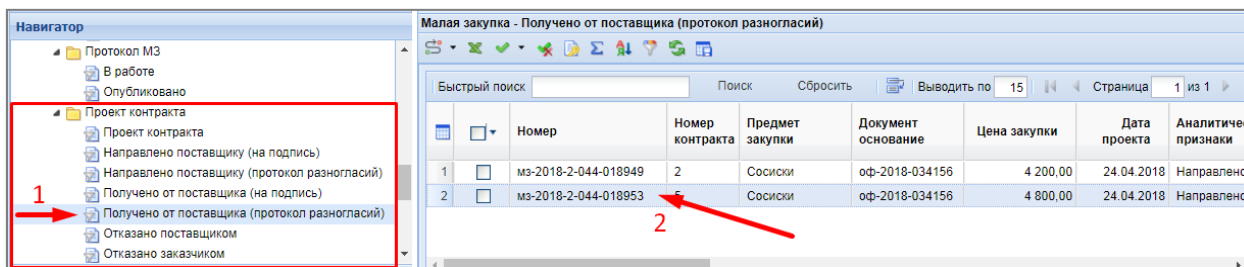 Навигатор
Протокол МЗ
В работе
Опубликовано
Проект контракта
Проект контракта
Направлено поставщику (на подпись)
Направлено поставщику (протокол разногласий)
Получено от поставщика (на подпись)
1
Получено от поставщика (протокол разногласий)
Отказано поставщиком
Отказано заказчиком
Малая закупка - Получено от поставщика (протокол разногласий)
Быстрый поиск Поиск Сбросить Выводить по 15 Страница 1 из 1
Номер Номер контракта Предмет закупки Документ основание Цена закупки Дата проекта Аналитичес признаки
1 мз-2018-2-044-018949 2 Сосиски оф-2018-034156 4 200,00 24.04.2018 Направлено
2 мз-2018-2-044-018953 Сосиски оф-2018-034156 4 800,00 24.04.2018 Направлено
2